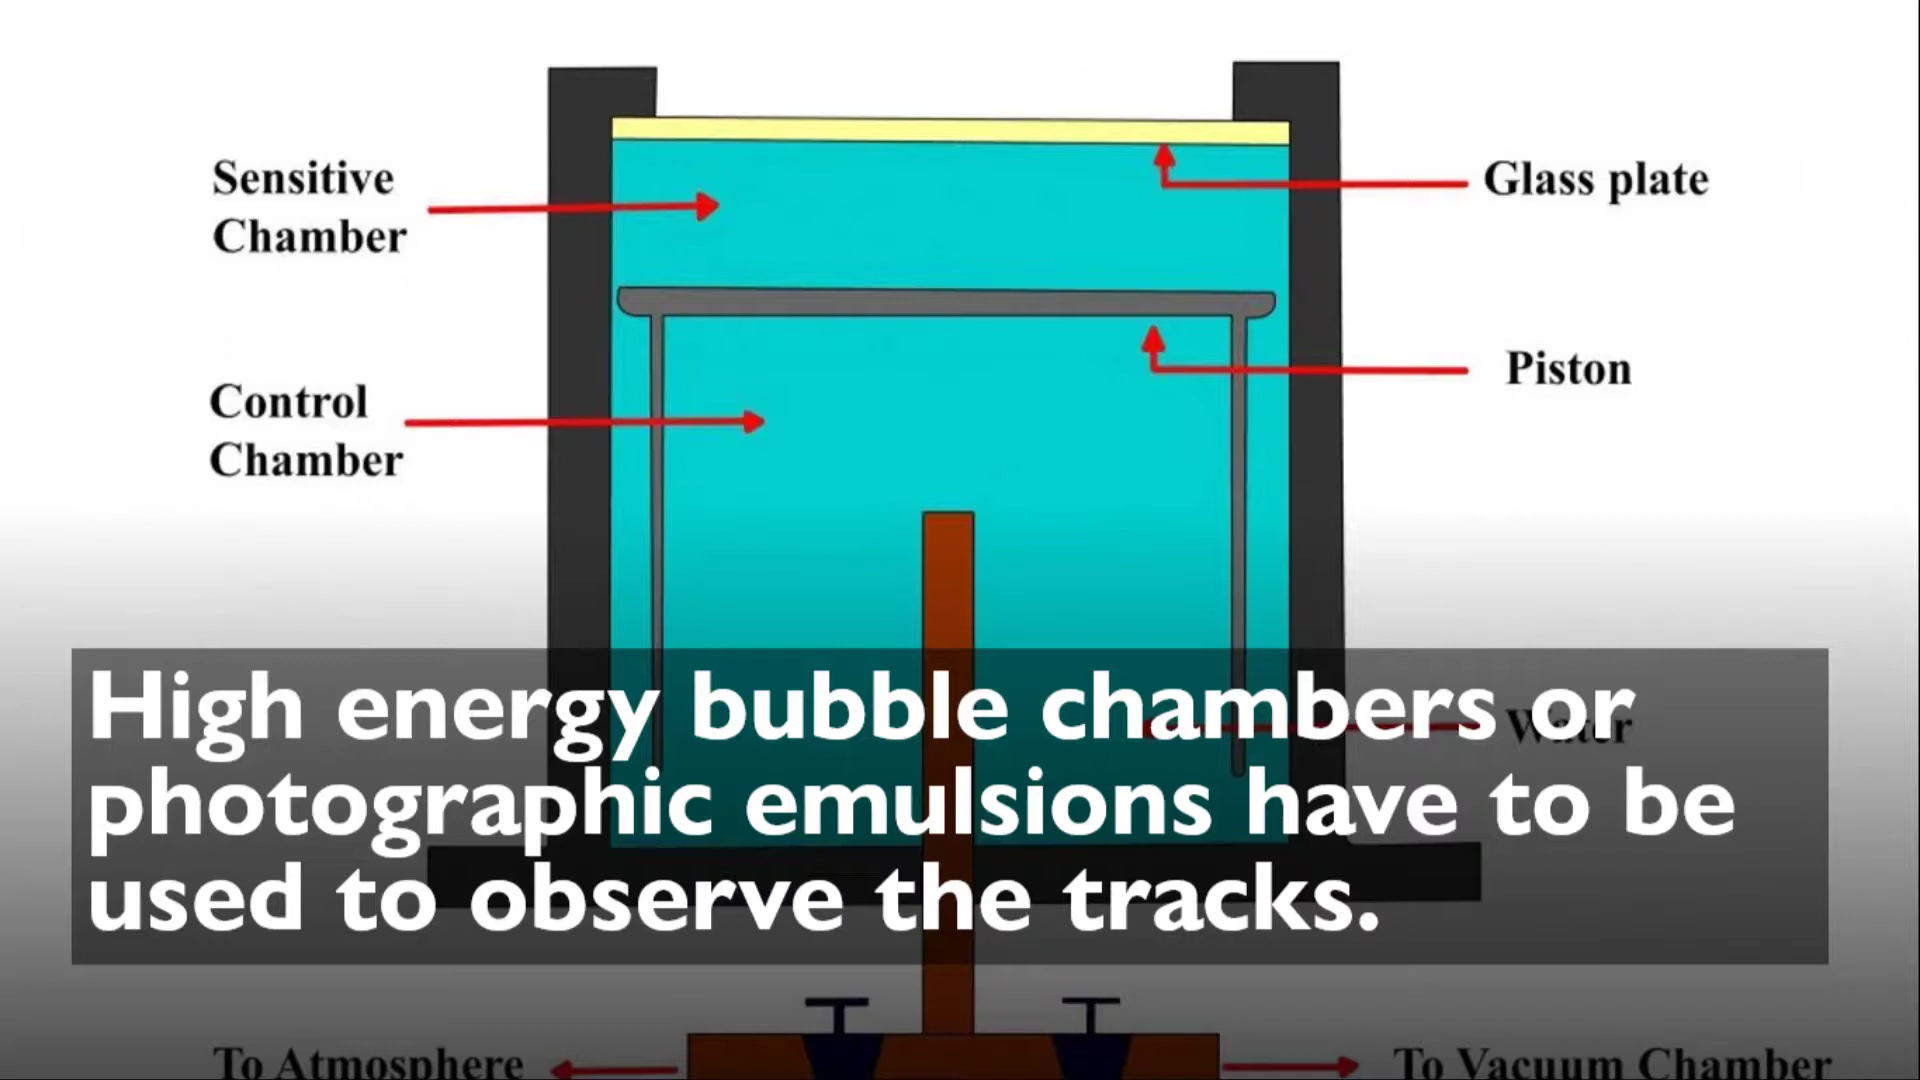 Sensitive
Chamber
Glass plate
Control
Chamber
Piston
Water
High energy bubble chambers or
photographic emulsions have to be
used to observe the tracks.
To Atmosphere
To Vacuum Chamber